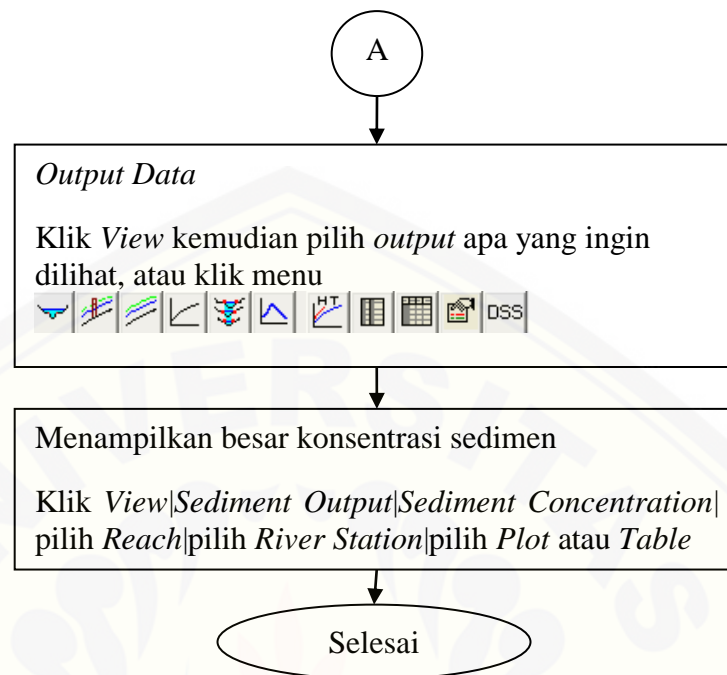 A
Output Data
Klik View kemudian pilih output apa yang ingin
dilihat, atau klik menu
HT DSS
Menampilkan besar konsentrasi sedimen
Klik View|Sediment Output|Sediment Concentration|
pilih Reach|pilih River Station|pilih Plot atau Table
Selesai